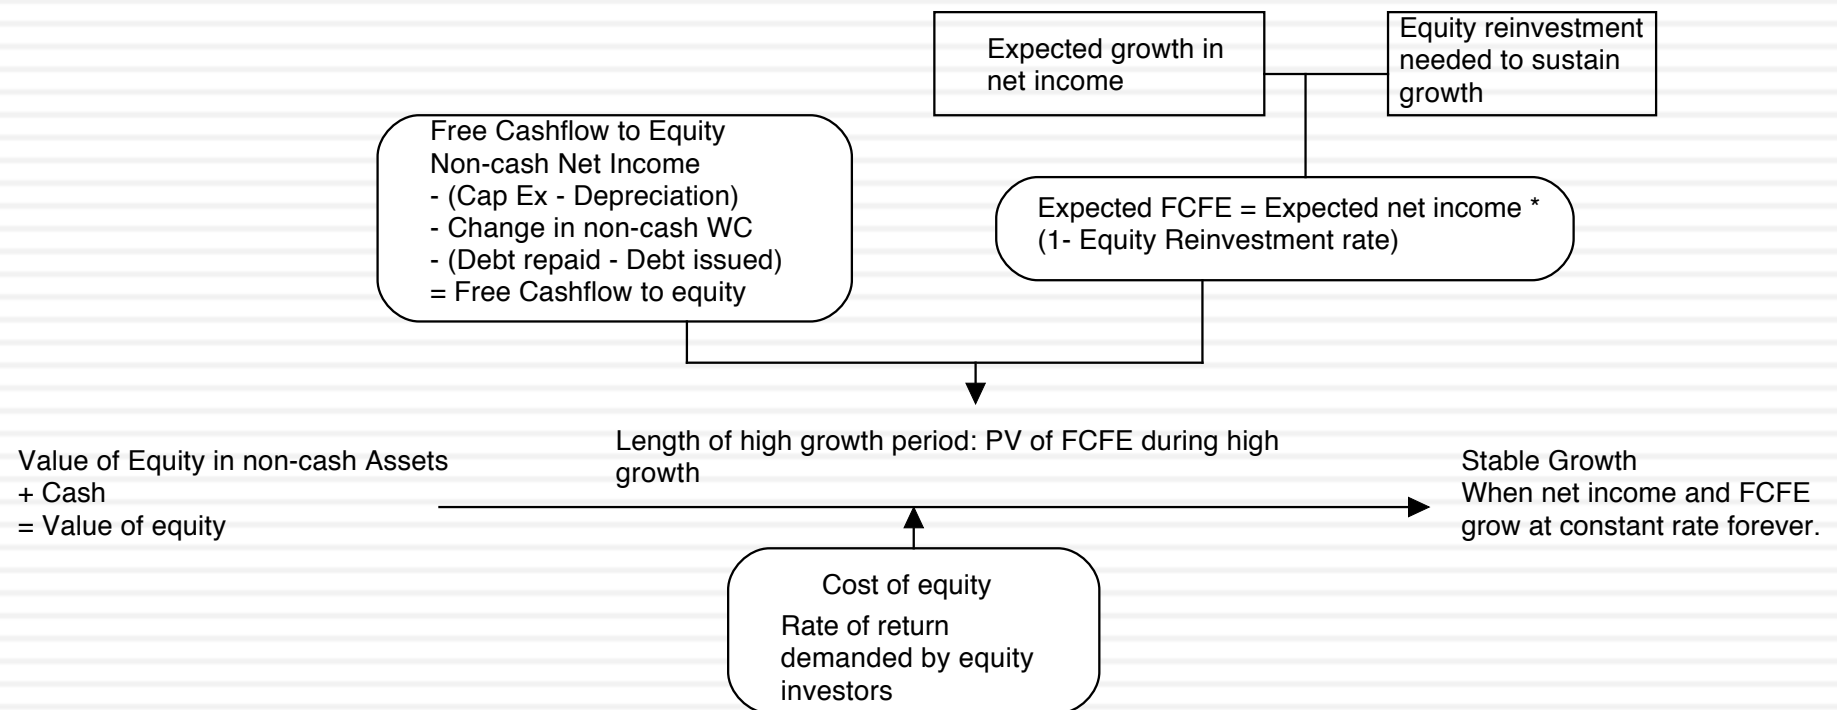 Expected growth in
net income
Equity reinvestment
needed to sustain
growth
Free Cashflow to Equity
Non-cash Net Income
- (Cap Ex - Depreciation)
- Change in non-cash WC
- (Debt repaid - Debt issued)
= Free Cashflow to equity
Expected FCFE = Expected net income *
(1- Equity Reinvestment rate)
Length of high growth period: PV of FCFE during high
growth
Value of Equity in non-cash Assets
+ Cash
= Value of equity
Stable Growth
When net income and FCFE
grow at constant rate forever.
Cost of equity
Rate of return
demanded by equity
investors